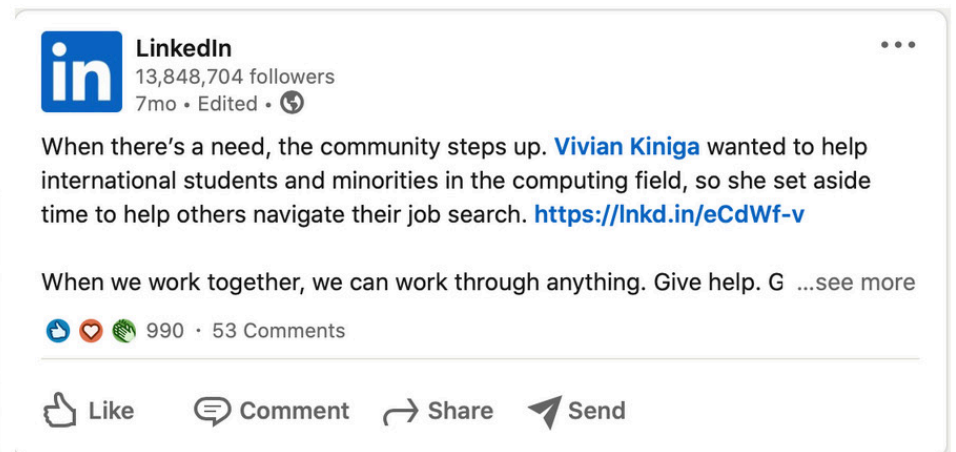 in
LinkedIn
13,848,704 followers
7mo • Edited •
When there’s a need, the community steps up. Vivian Kiniga wanted to help
international students and minorities in the computing field, so she set aside
time to help others navigate their job search. https://lnkd.in/eCdWf-v
When we work together, we can work through anything. Give help. G ...see more
990 · 53 Comments
Like Comment Share Send